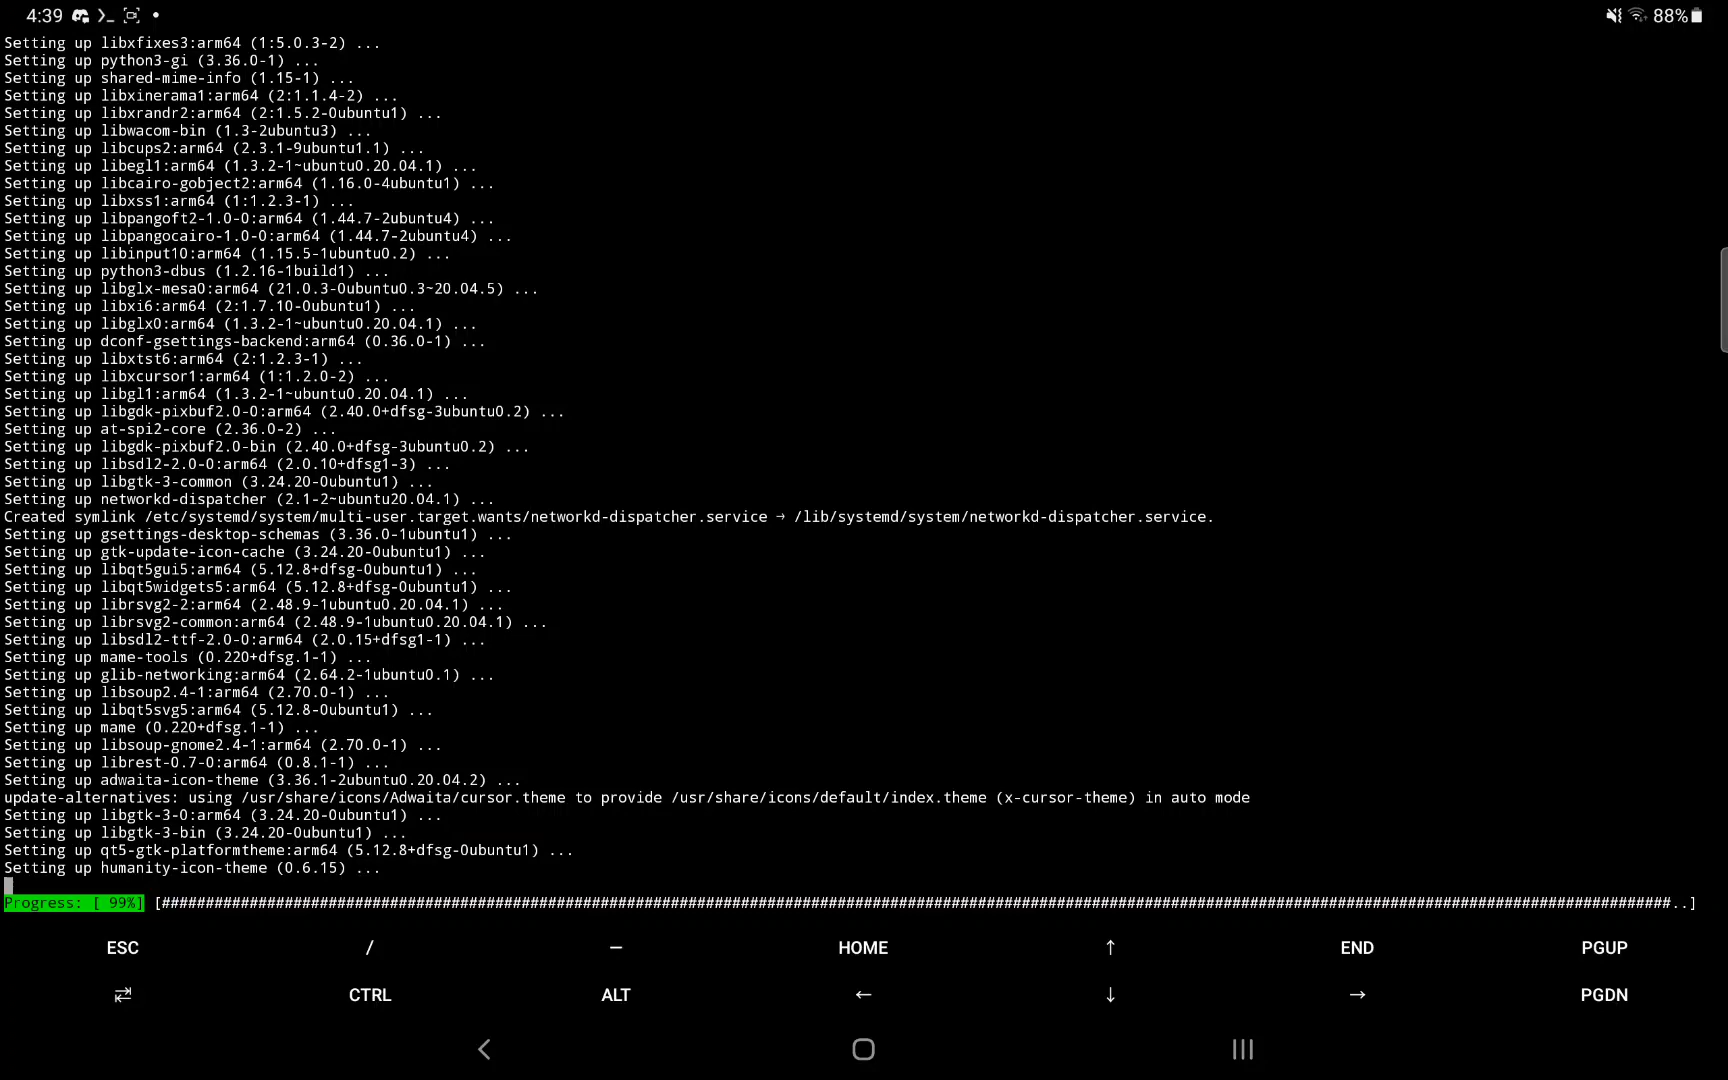 4:39
88%
Setting up libxfixes3:arm64 (1:5.0.3-2) ...
Setting up python3-gi (3.36.0-1) ...
Setting up shared-mime-info (1.15-1) ...
Setting up libxinerama1:arm64 (2:1.1.4-2) ...
Setting up libxrandr2:arm64 (2:1.5.2-0ubuntu1) ...
Setting up libwacom-bin (1.3-2ubuntu3) ...
Setting up libcups2:arm64 (2.3.1-9ubuntu1.1) ...
Setting up libegl1:arm64 (1.3.2-1~ubuntu0.20.04.1) ...
Setting up libcairo-gobject2:arm64 (1.16.0-4ubuntu1) ...
Setting up libxss1:arm64 (1:1.2.3-1) ...
Setting up libpangoft2-1.0-0:arm64 (1.44.7-2ubuntu4) ...
Setting up libpangocairo-1.0-0:arm64 (1.44.7-2ubuntu4) ...
Setting up libinput10:arm64 (1.15.5-1ubuntu0.2) ...
Setting up python3-dbus (1.2.16-1build1) ...
Setting up libglx-mesa0:arm64 (21.0.3-0ubuntu0.3~20.04.5) ...
Setting up libxi6:arm64 (2:1.7.10-0ubuntu1) ...
Setting up libglx0:arm64 (1.3.2-1~ubuntu0.20.04.1) ...
Setting up dconf-gsettings-backend:arm64 (0.36.0-1) ...
Setting up libxtst6:arm64 (2:1.2.3-1) ...
Setting up libxcursor1:arm64 (1:1.2.0-2) ...
Setting up libgl1:arm64 (1.3.2-1~ubuntu0.20.04.1) ...
Setting up libgdk-pixbuf2.0-0:arm64 (2.40.0+dfsg-3ubuntu0.2) ...
Setting up at-spi2-core (2.36.0-2) ...
Setting up libgdk-pixbuf2.0-bin (2.40.0+dfsg-3ubuntu0.2) ...
Setting up libsdl2-2.0-0:arm64 (2.0.10+dfsg1-3) ...
Setting up libgtk-3-common (3.24.20-0ubuntu1) ...
Setting up networkd-dispatcher (2.1-2~ubuntu20.04.1) ...
Created symlink /etc/systemd/system/multi-user.target.wants/networkd-dispatcher.service → /lib/systemd/system/networkd-dispatcher.service.
Setting up gsettings-desktop-schemas (3.36.0-1ubuntu1) ...
Setting up gtk-update-icon-cache (3.24.20-0ubuntu1) ...
Setting up libqt5gui5:arm64 (5.12.8+dfsg-0ubuntu1) ...
Setting up libqt5widgets5:arm64 (5.12.8+dfsg-0ubuntu1) ...
Setting up librsvg2-2:arm64 (2.48.9-1ubuntu0.20.04.1) ...
Setting up librsvg2-common:arm64 (2.48.9-1ubuntu0.20.04.1) ...
Setting up libsdl2-ttf-2.0-0:arm64 (2.0.15+dfsg1-1) ...
Setting up mame-tools (0.220+dfsg.1-1) ...
Setting up glib-networking:arm64 (2.64.2-1ubuntu0.1) ...
Setting up libsoup2.4-1:arm64 (2.70.0-1) ...
Setting up libqt5svg5:arm64 (5.12.8-0ubuntu1) ...
Setting up mame (0.220+dfsg.1-1) ...
Setting up libsoup-gnome2.4-1:arm64 (2.70.0-1) ...
Setting up librest-0.7-0:arm64 (0.8.1-1) ...
Setting up adwaita-icon-theme (3.36.1-2ubuntu0.20.04.2) ...
update-alternatives: using /usr/share/icons/Adwaita/cursor.theme to provide /usr/share/icons/default/index.theme (x-cursor-theme) in auto mode
Setting up libgtk-3-0:arm64 (3.24.20-0ubuntu1) ...
Setting up libgtk-3-bin (3.24.20-0ubuntu1) ...
Setting up qt5-gtk-platformtheme:arm64 (5.12.8+dfsg-0ubuntu1) ...
Setting up humanity-icon-theme (0.6.15) ...
Progress: [ 99%] [############################################################################################################################################################################..]
ESC / — HOME ↑ END PGUP
⇄ CTRL ALT ← ↓ → PGDN